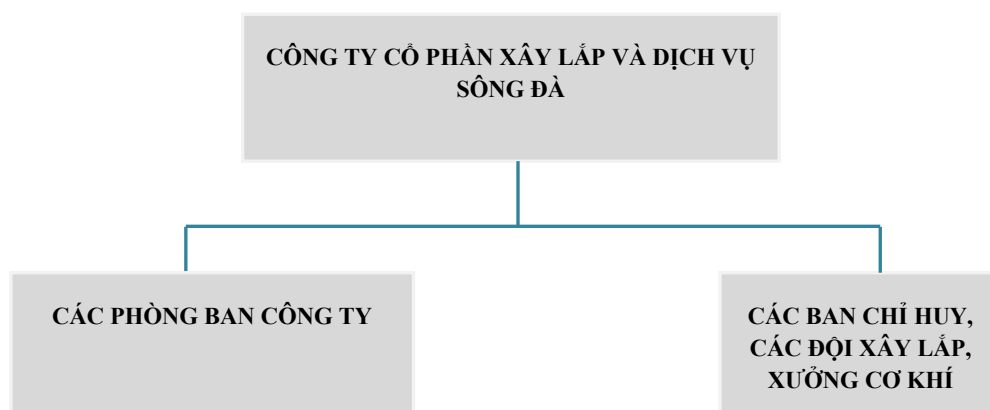 CÔNG TY CỔ PHẦN XÂY LẮP VÀ DỊCH VỤ
SÔNG ĐÀ
CÁC PHÒNG BAN CÔNG TY
CÁC BAN CHỈ HUY,
CÁC ĐỘI XÂY LẮP,
XƯỞNG CƠ KHÍ